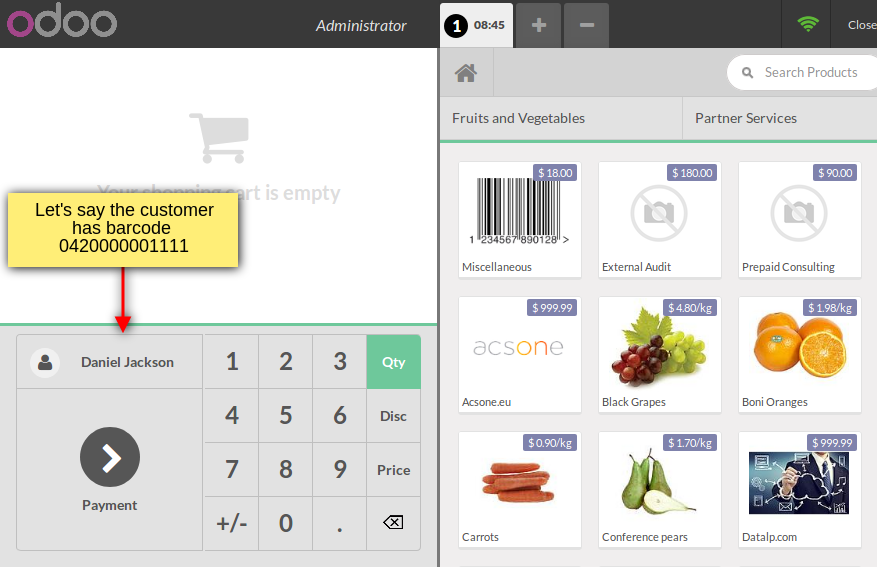 odoo
Administrator
1 08:45
Close
Search Products
Fruits and Vegetables
Partner Services
Your shopping cart is empty
Let's say the customer
has barcode
0420000001111
Daniel Jackson
1 2 3 Qty
4 5 6 Disc
7 8 9 Price
+/- 0 .
Payment
$ 18.00
1 234567 890128 >
Miscellaneous
$ 180.00
External Audit
$ 90.00
Prepaid Consulting
$ 999.99
acsone
Acsone.eu
$ 4.80/kg
Black Grapes
$ 1.98/kg
Boni Oranges
$ 0.90/kg
Carrots
$ 1.70/kg
Conference pears
$ 999.99
Datalp.com